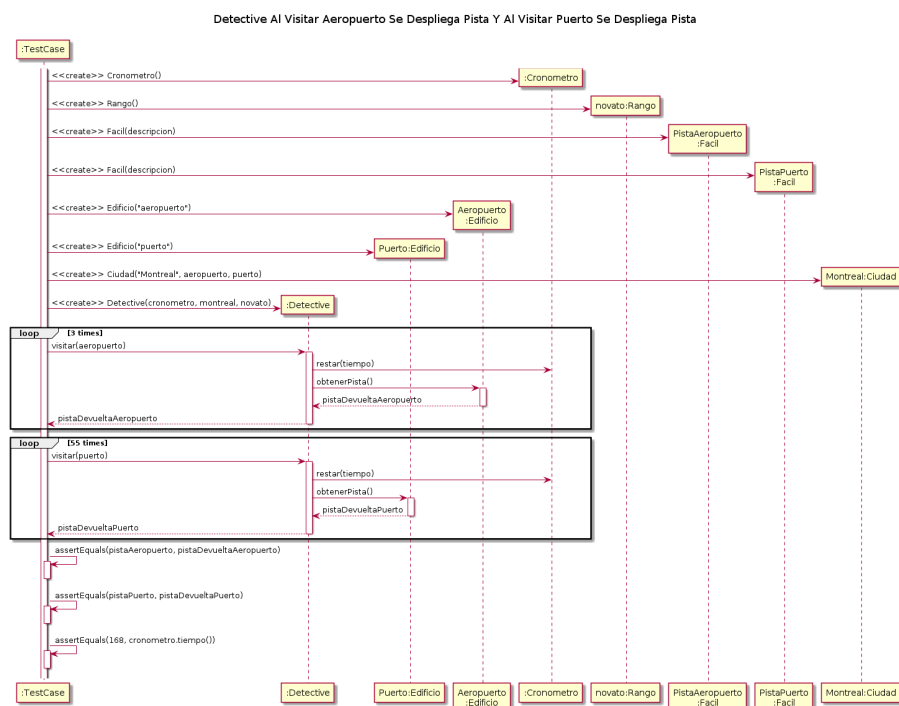 Detective Al Visitar Aeropuerto Se Despliega Pista Y Al Visitar Puerto Se Despliega Pista
:TestCase
<<create>> Cronometro()
:Cronometro
<<create>> Rango()
novato:Rango
<<create>> Facil(descripcion)
PistaAeropuerto
:Facil
<<create>> Facil(descripcion)
PistaPuerto
:Facil
<<create>> Edificio("aeropuerto")
Aeropuerto
:Edificio
<<create>> Edificio("puerto")
Puerto:Edificio
<<create>> Ciudad("Montreal", aeropuerto, puerto)
Montreal:Ciudad
<<create>> Detective(cronometro, montreal, novato)
:Detective
loop [3 times]
visitar(aeropuerto)
restar(tiempo)
obtenerPista()
pistaDevueltaAeropuerto
pistaDevueltaAeropuerto
loop [55 times]
visitar(puerto)
restar(tiempo)
obtenerPista()
pistaDevueltaPuerto
pistaDevueltaPuerto
assertEquals(pistaAeropuerto, pistaDevueltaAeropuerto)
assertEquals(pistaPuerto, pistaDevueltaPuerto)
assertEquals(168, cronometro.tiempo())
:TestCase
:Detective
Puerto:Edificio
Aeropuerto
:Edificio
:Cronometro
novato:Rango
PistaAeropuerto
:Facil
PistaPuerto
:Facil
Montreal:Ciudad